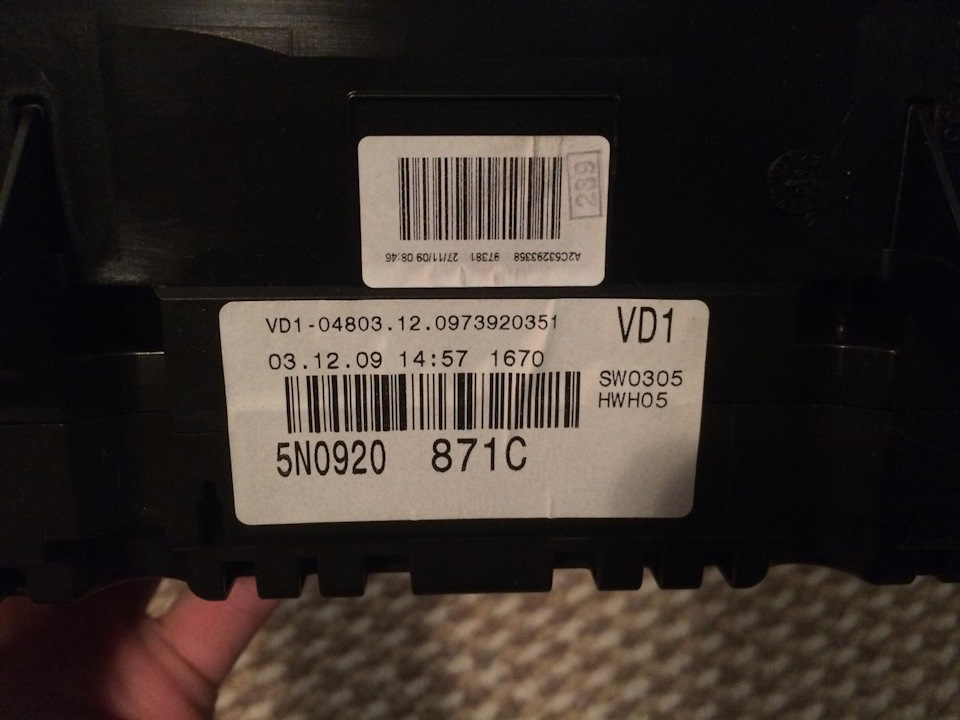 239
A2C53293358 97381 27/11/09 08:46
VD1-04803.12.0973920351
VD1
03.12.09 14:57 1670
SW0305
HWH05
5N0920 871C